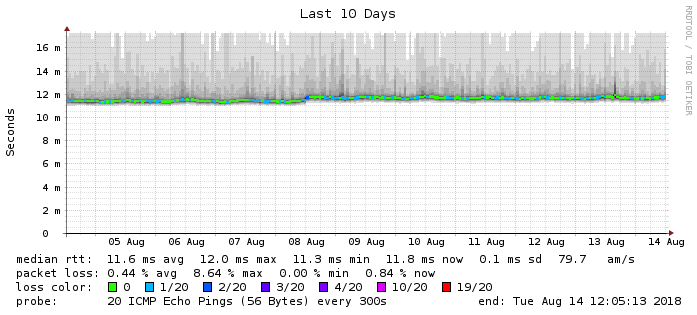 Last 10 Days
RRDTOOL / TOBI OETIKER
Seconds
16 m
14 m
12 m
10 m
8 m
6 m
4 m
2 m
0
05 Aug 06 Aug 07 Aug 08 Aug 09 Aug 10 Aug 11 Aug 12 Aug 13 Aug 14 Aug
median rtt: 11.6 ms avg 12.0 ms max 11.3 ms min 11.8 ms now 0.1 ms sd 79.7 am/s
packet loss: 0.44 % avg 8.64 % max 0.00 % min 0.84 % now
loss color: 0 1/20 2/20 3/20 4/20 10/20 19/20
probe: 20 ICMP Echo Pings (56 Bytes) every 300s end: Tue Aug 14 12:05:13 2018